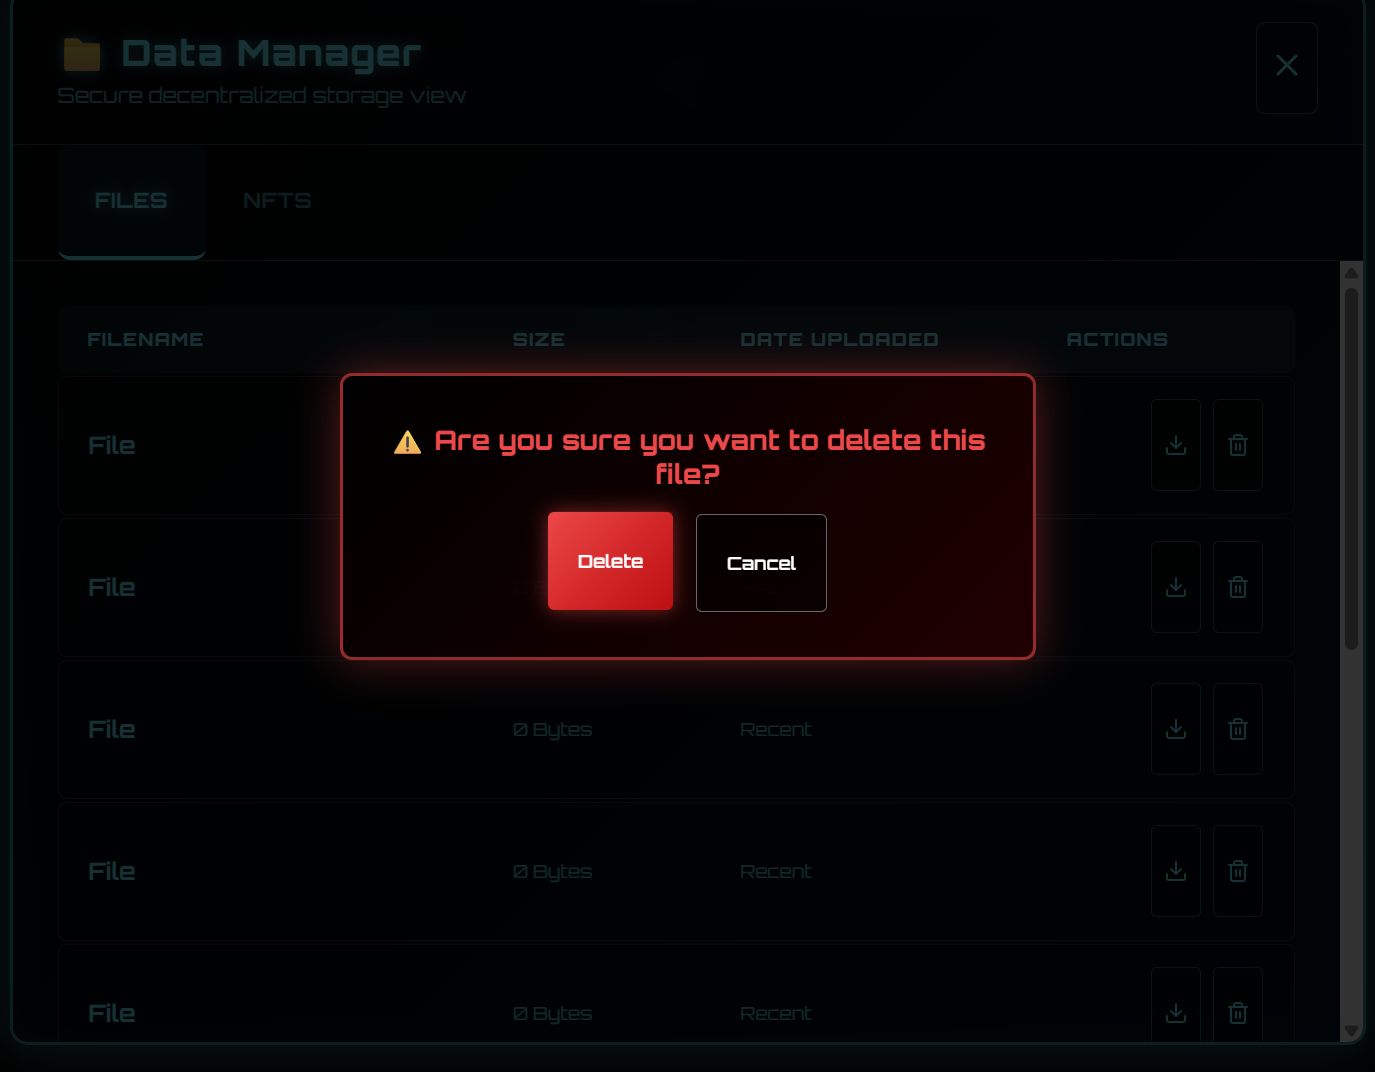 Data Manager
Secure decentralized storage view
FILES NFTS
FILENAME SIZE DATE UPLOADED ACTIONS
File
⚠️ Are you sure you want to delete this
file?
Delete Cancel
File
File 0 Bytes Recent
File 0 Bytes Recent
File 0 Bytes Recent